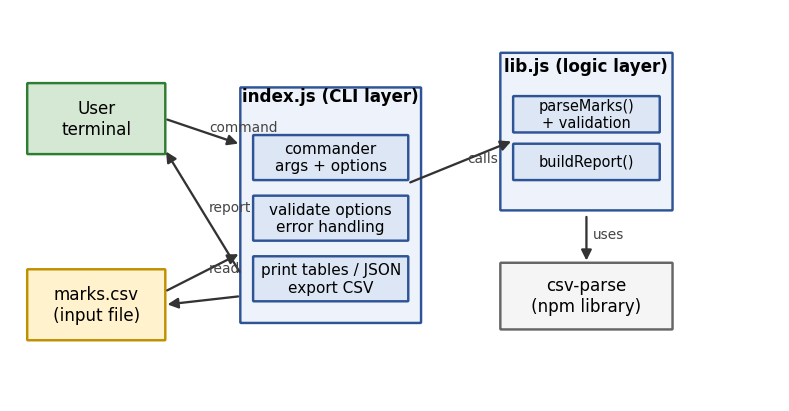 User
terminal
marks.csv
(input file)
command
report
read
index.js (CLI layer)
commander
args + options
validate options
error handling
print tables / JSON
export CSV
calls
lib.js (logic layer)
parseMarks()
+ validation
buildReport()
uses
csv-parse
(npm library)